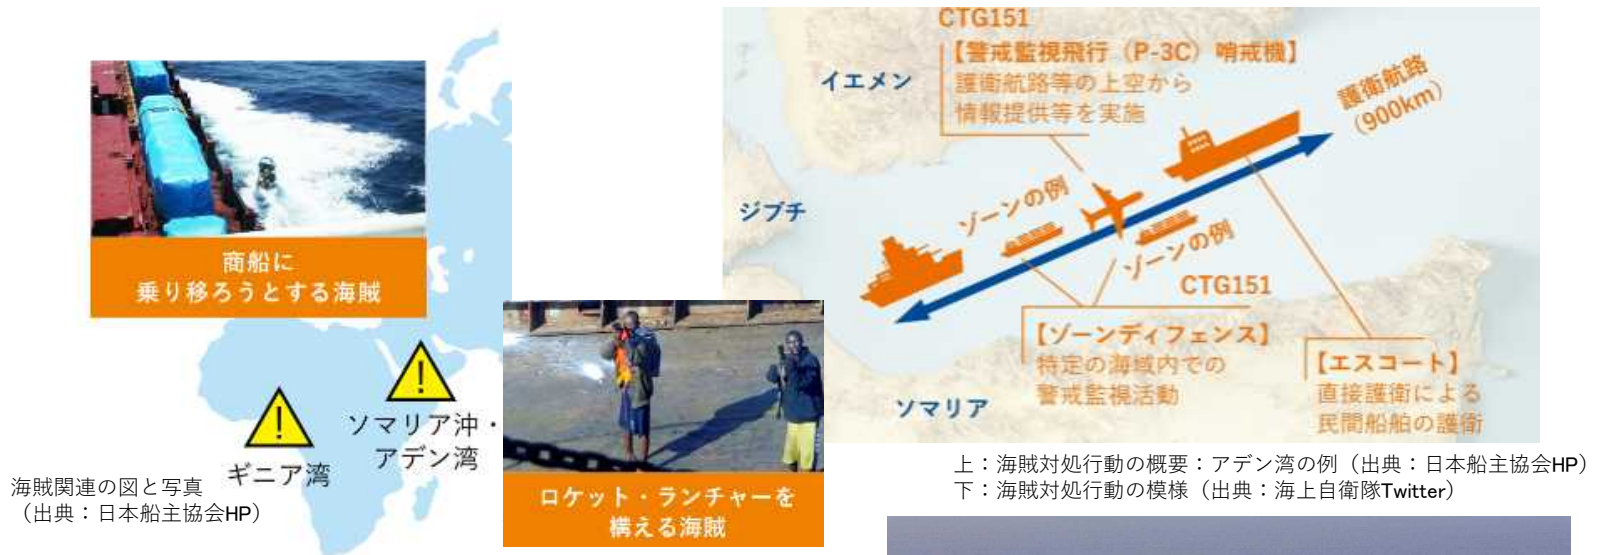 商船に
乗り移ろうとする海賊
ソマリア沖・
アデン湾
ギニア湾
海賊関連の図と写真
（出典：日本船主協会HP）
ロケット・ランチャーを
構える海賊
CTG151
【警戒監視飛行（P-3C）哨戒機】
護衛航路等の上空から
情報提供等を実施
イエメン
護衛航路
（900km）
ジブチ
ゾーンの例
ゾーンの例
CTG151
【ゾーンディフェンス】
特定の海域内での
警戒監視活動
【エスコート】
直接護衛による
民間船舶の護衛
ソマリア
上：海賊対処行動の概要：アデン湾の例（出典：日本船主協会HP）
下：海賊対処行動の模様（出典：海上自衛隊Twitter）